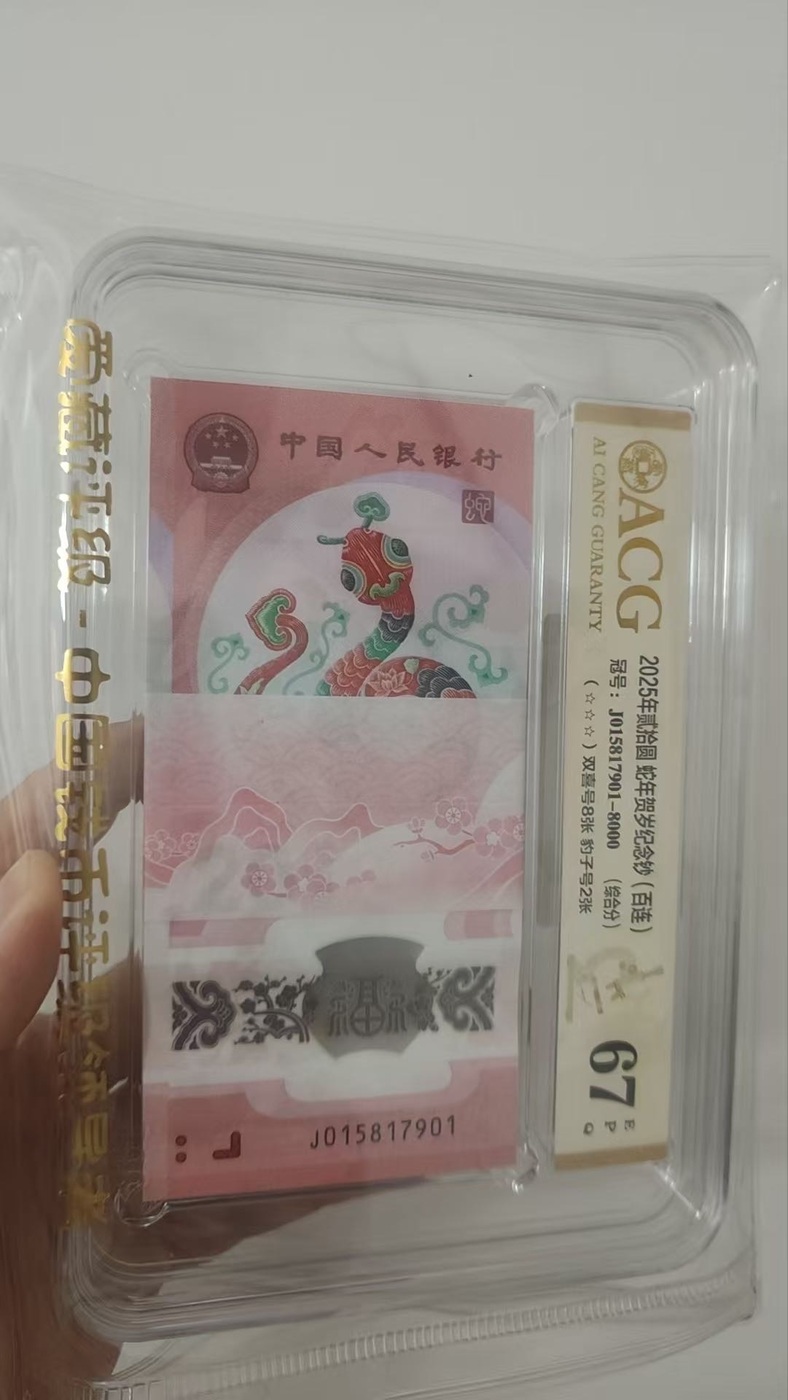 中国人民银行
蛇
J015817901
ACG
AI CANG GUARANTY
2025年贰拾圆 蛇年贺岁纪念钞（百连）
冠号：J015817901-8000 （综合分）
（☆☆☆）双喜号8张 豹子号2张
67
E
P
Q
爱藏评级 - 中国钱币评级领导者